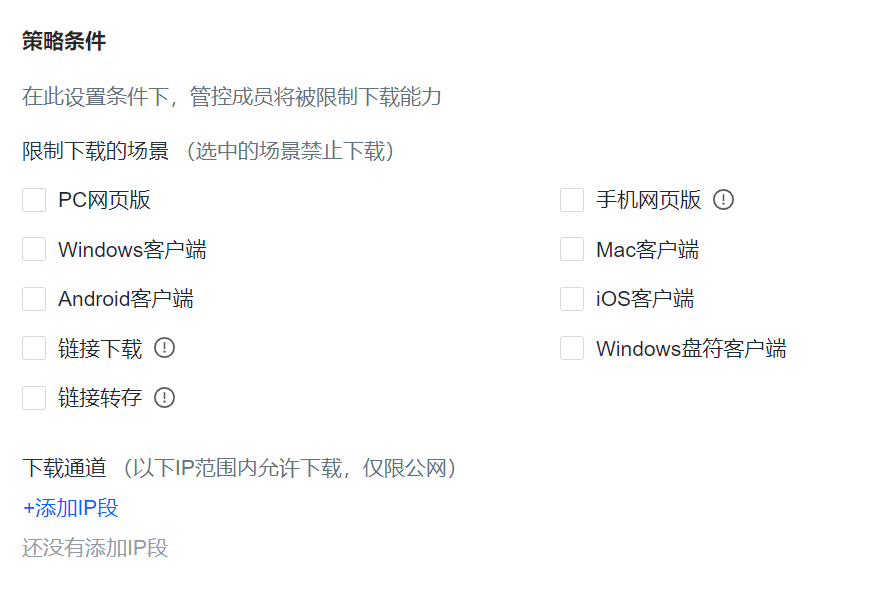 策略条件
在此设置条件下，管控成员将被限制下载能力
限制下载的场景 （选中的场景禁止下载）
PC网页版
手机网页版
Windows客户端
Mac客户端
Android客户端
iOS客户端
链接下载
Windows盘符客户端
链接转存
下载通道 （以下IP范围内允许下载，仅限公网）
+添加IP段
还没有添加IP段